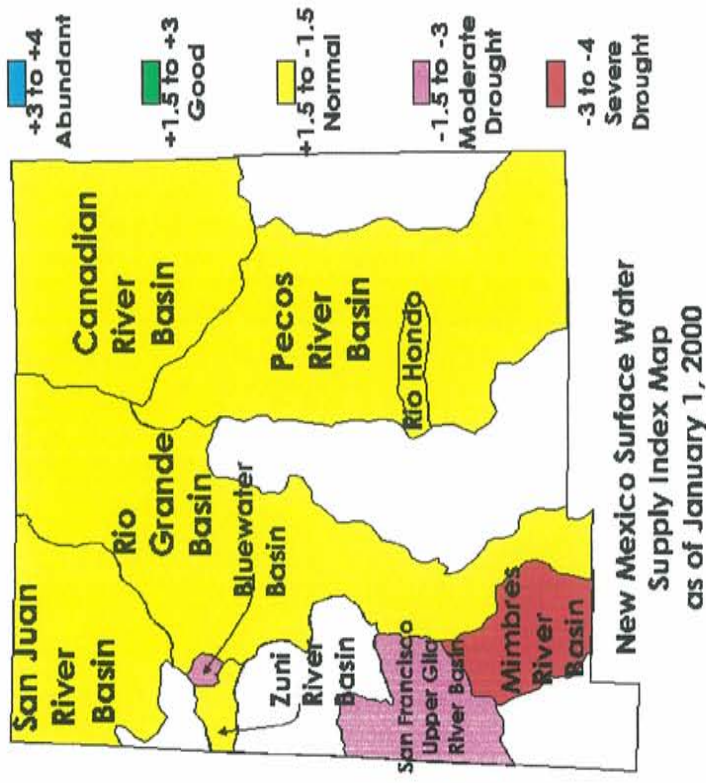 San Juan
River
Basin
Rio
Grande
Basin
Bluewater
Basin
Canadian
River
Basin
Pecos
River
Basin
Rio Hondo
Zuni
River
Basin
San Francisco
Upper Gila
River Basin
Mimbres
River
Basin
+3 to +4
Abundant
+1.5 to +3
Good
+1.5 to -1.5
Normal
-1.5 to -3
Moderate
Drought
-3 to -4
Severe
Drought
New Mexico Surface Water
Supply Index Map
as of January 1, 2000